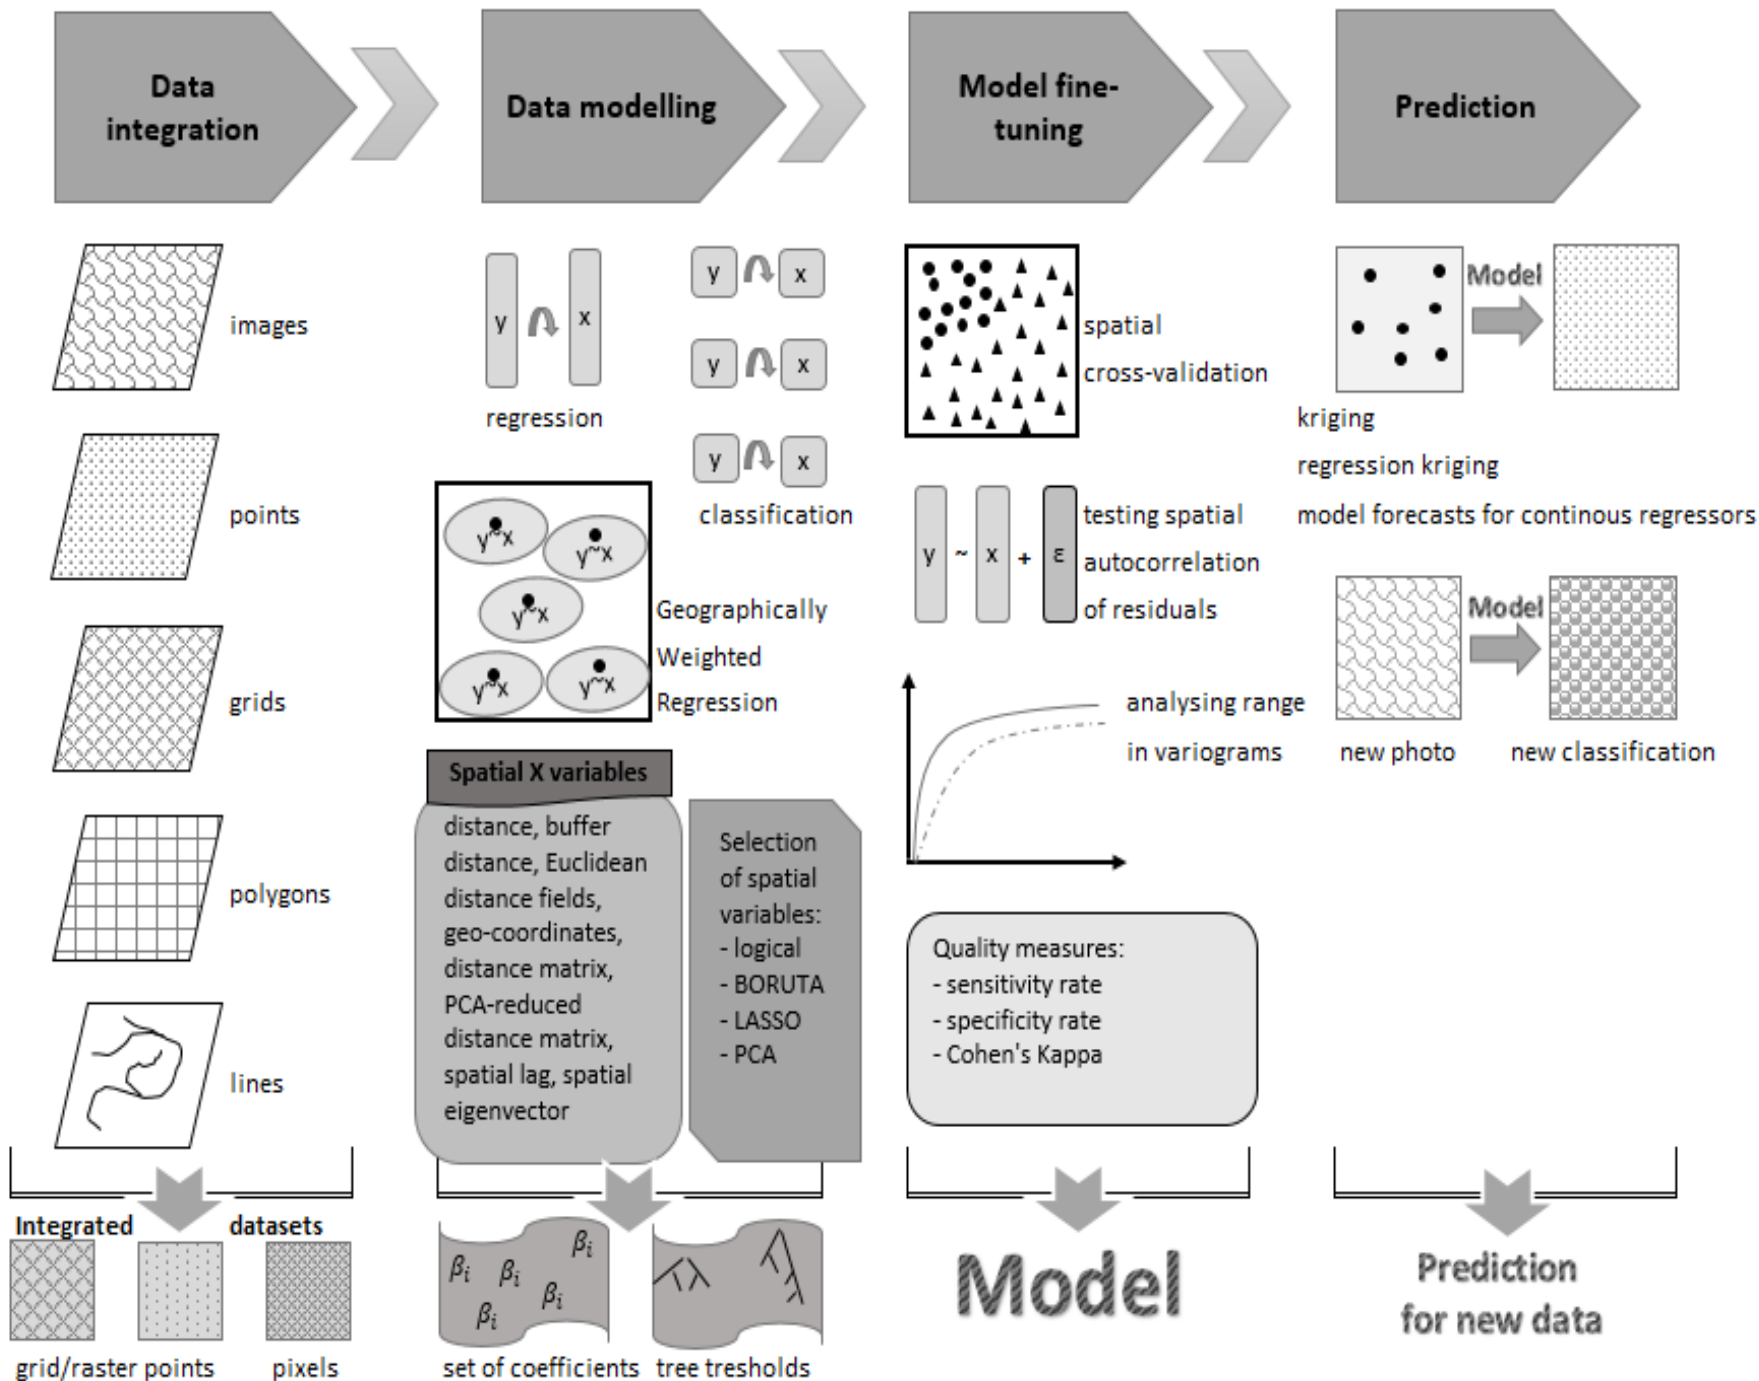 Data
integration
Data modelling
Model fine-
tuning
Prediction
images
points
grids
polygons
lines
Integrated datasets
grid/raster points pixels
y x
regression
y x
y x
y x
classification
y~x
y~x
y~x
y~x
y~x
Geographically
Weighted
Regression
Spatial X variables
distance, buffer
distance, Euclidean
distance fields,
geo-coordinates,
distance matrix,
PCA-reduced
distance matrix,
spatial lag, spatial
eigenvector
Selection
of spatial
variables:
- logical
- BORUTA
- LASSO
- PCA
βi
βi
βi
βi
βi
set of coefficients
tree tresholds
spatial
cross-validation
y ~ x + ε
testing spatial
autocorrelation
of residuals
analysing range
in variograms
Quality measures:
- sensitivity rate
- specificity rate
- Cohen's Kappa
Model
Model
kriging
regression kriging
model forecasts for continous regressors
Model
new photo
new classification
Prediction
for new data